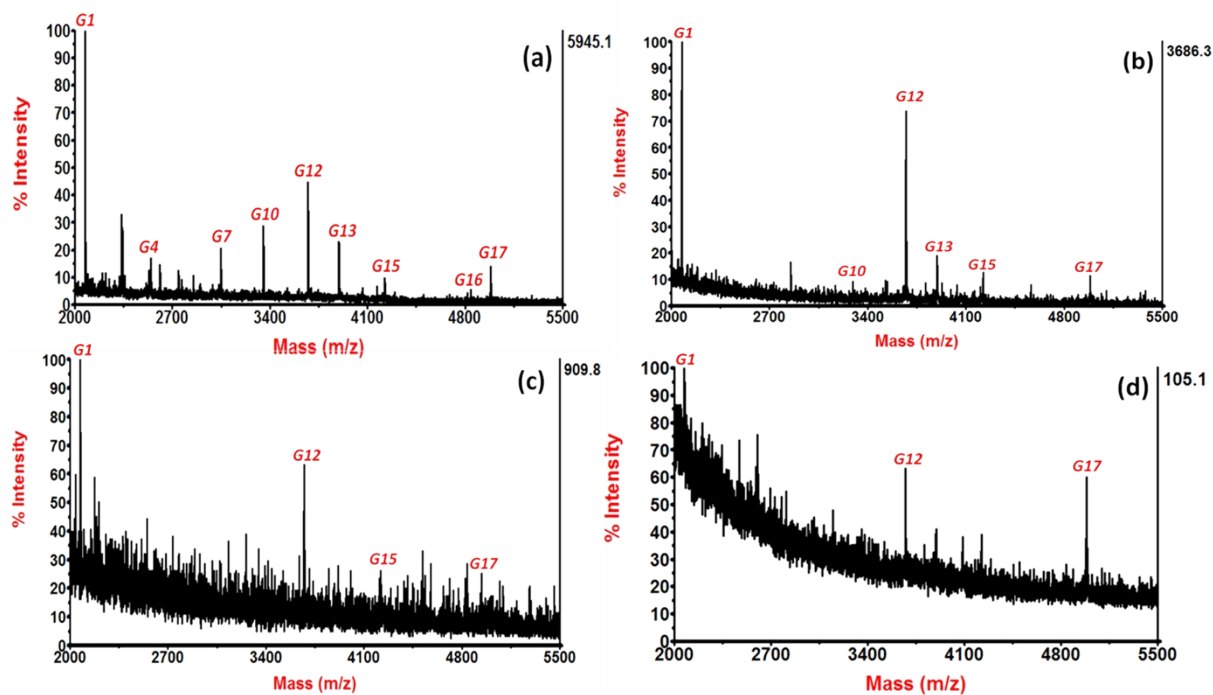 G1
(a)
5945.1
100
90
80
70
60
50
40
30
20
10
0
% Intensity
G4
G7
G10
G12
G13
G15
G16
G17
2000 2700 3400 4100 4800 5500
Mass (m/z)
G1
(b)
3686.3
100
90
80
70
60
50
40
30
20
10
0
% Intensity
G10
G12
G13
G15
G17
2000 2700 3400 4100 4800 5500
Mass (m/z)
G1
(c)
909.8
100
90
80
70
60
50
40
30
20
10
0
% Intensity
G12
G15
G17
2000 2700 3400 4100 4800 5500
Mass (m/z)
G1
(d)
105.1
100
90
80
70
60
50
40
30
20
10
0
% Intensity
G12
G17
2000 2700 3400 4100 4800 5500
Mass (m/z)